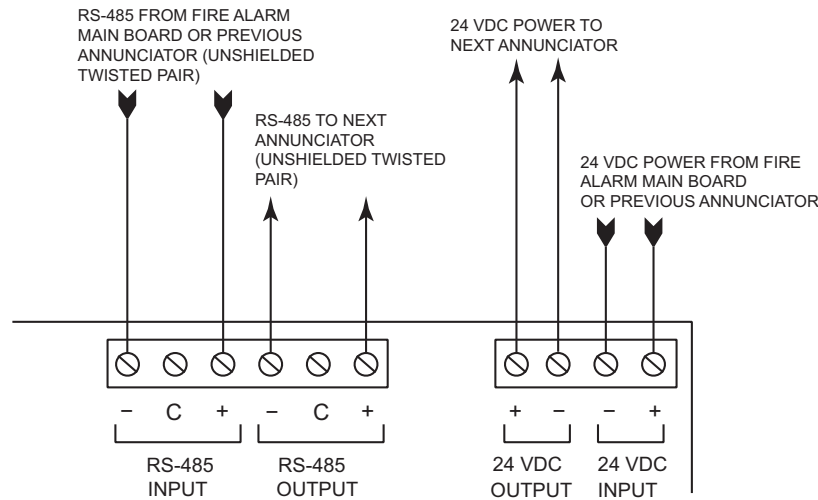 RS-485 FROM FIRE ALARM
MAIN BOARD OR PREVIOUS
ANNUNCIATOR (UNSHIELDED
TWISTED PAIR)
RS-485 TO NEXT
ANNUNCIATOR
(UNSHIELDED TWISTED
PAIR)
24 VDC POWER TO
NEXT ANNUNCIATOR
24 VDC POWER FROM FIRE
ALARM MAIN BOARD
OR PREVIOUS ANNUNCIATOR
− C + − C +
+ − − +
RS-485
INPUT
RS-485
OUTPUT
24 VDC
OUTPUT
24 VDC
INPUT